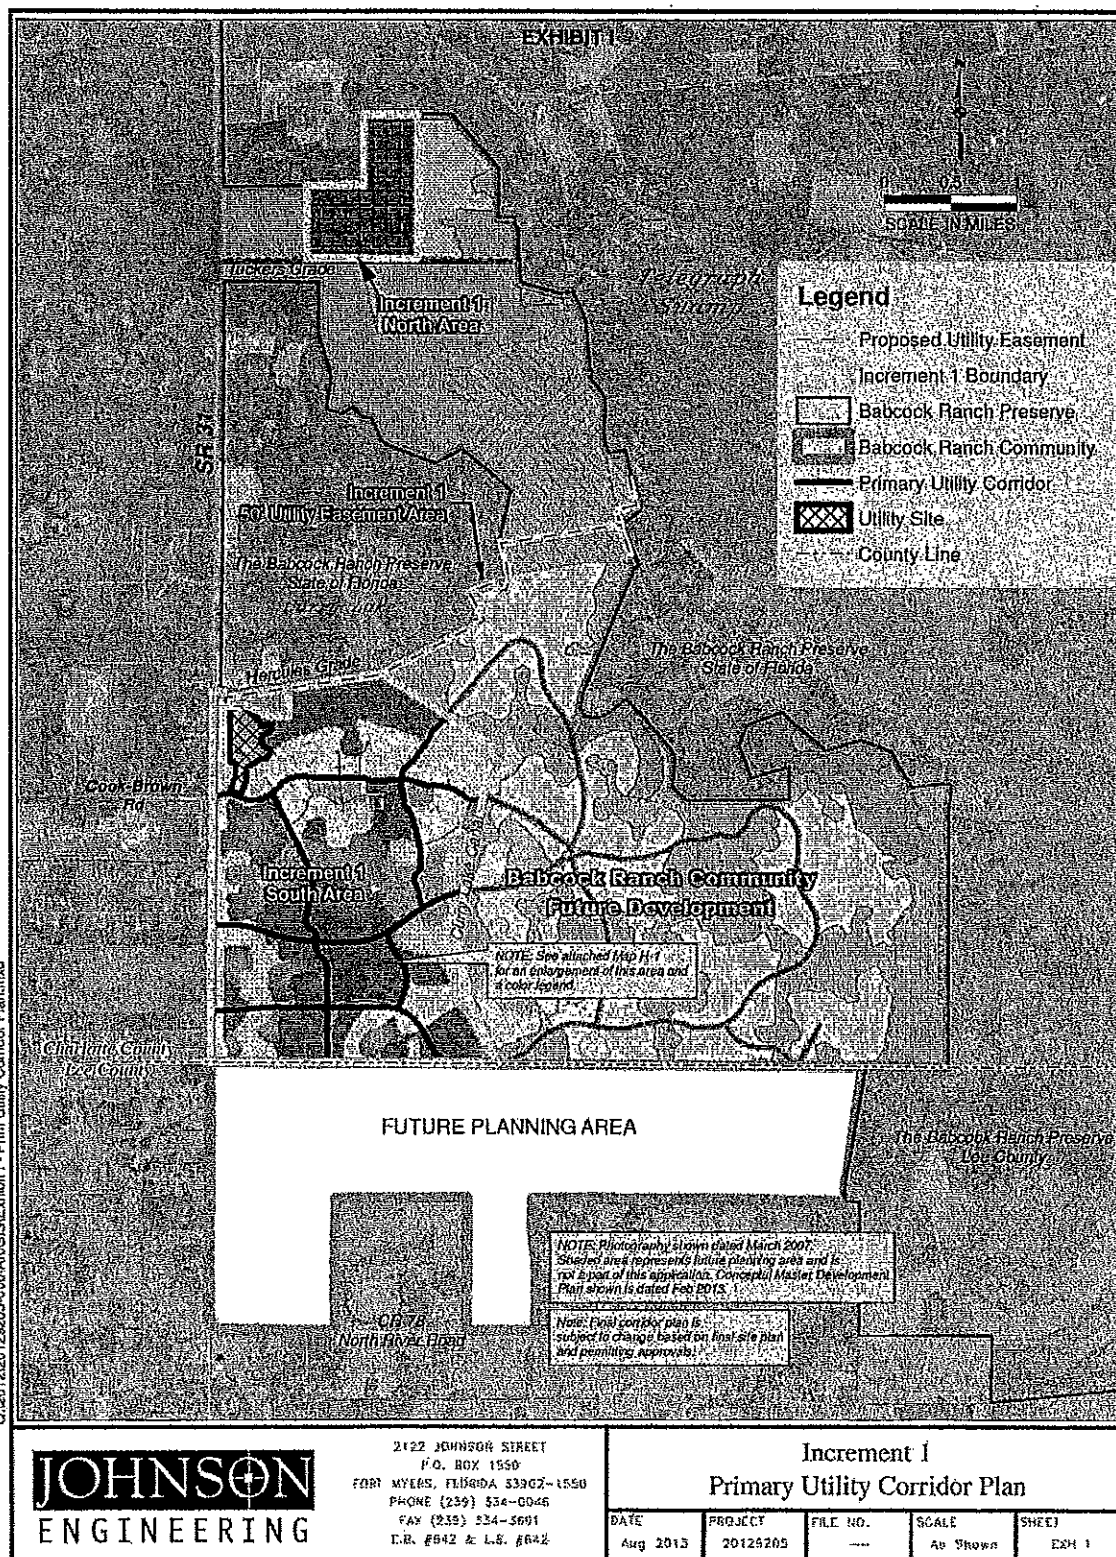 EXHIBIT I
N
0.5
SCALE IN MILES
Tuckers Grade
Telegraph
Swamp
Increment 1
North Area
Legend
Proposed Utility Easement
Increment 1 Boundary
Babcock Ranch Preserve
Babcock Ranch Community
Primary Utility Corridor
Utility Site
County Line
SR 31
Increment 1
50' Utility Easement Area
The Babcock Ranch Preserve
State of Florida
Hercules Grade
The Babcock Ranch Preserve
State of Florida
Cook-Brown
Rd
Increment 1
South Area
Babcock Ranch Community
Future Development
NOTE: See attached Map H-1
for an enlargement of this area and
a color legend
Charlotte County
Lee County
FUTURE PLANNING AREA
The Babcock Ranch Preserve
Lee County
NOTE: Photography shown dated March 2007.
Shaded area represents future planning area and is
not a part of this application. Conceptual Master Development
Plan shown is dated Feb 2013.
CR 78
North River Road
Note: Final corridor plan is
subject to change based on final site plan
and permitting approvals.
JOHNSON
ENGINEERING
2122 JOHNSON STREET
P.O. BOX 1550
FORT MYERS, FLORIDA 33902-1550
PHONE (239) 334-0046
FAX (239) 334-3661
E.B. #642 & L.B. #642
Increment 1
Primary Utility Corridor Plan
DATE
Aug 2013
PROJECT
20129205
FILE NO.
----
SCALE
As Shown
SHEET
EXH 1